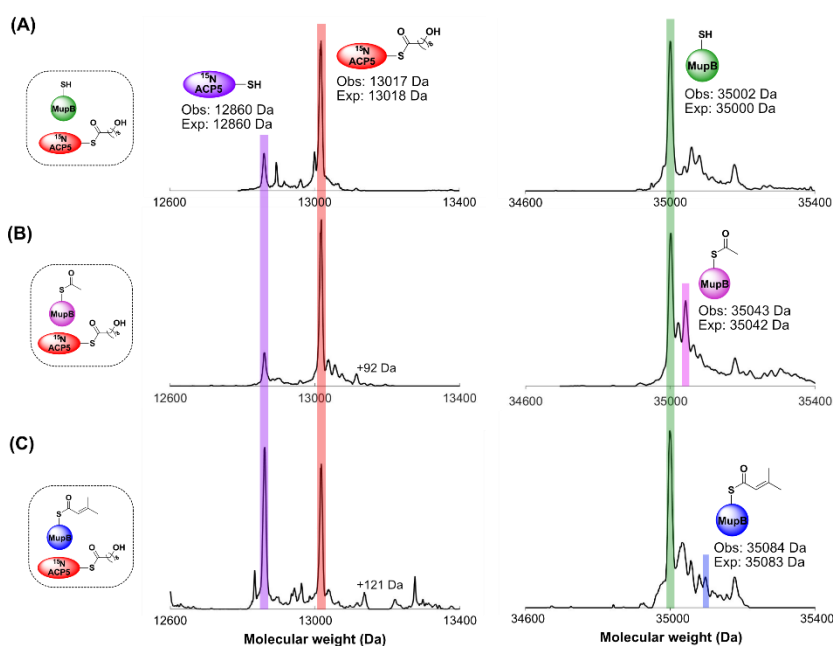 (A)
SH
MupB
15N
ACP5
S
O
OH
15N
ACP5
SH
Obs: 12860 Da
Exp: 12860 Da
15N
ACP5
S
O
OH
Obs: 13017 Da
Exp: 13018 Da
SH
MupB
Obs: 35002 Da
Exp: 35000 Da
12600
13000
13400
34600
35000
35400
(B)
O
S
MupB
15N
ACP5
S
O
OH
+92 Da
O
S
MupB
Obs: 35043 Da
Exp: 35042 Da
12600
13000
13400
34600
35000
35400
(C)
O
S
MupB
15N
ACP5
S
O
OH
+121 Da
O
S
MupB
Obs: 35084 Da
Exp: 35083 Da
12600
13000
13400
34600
35000
35400
Molecular weight (Da)
Molecular weight (Da)